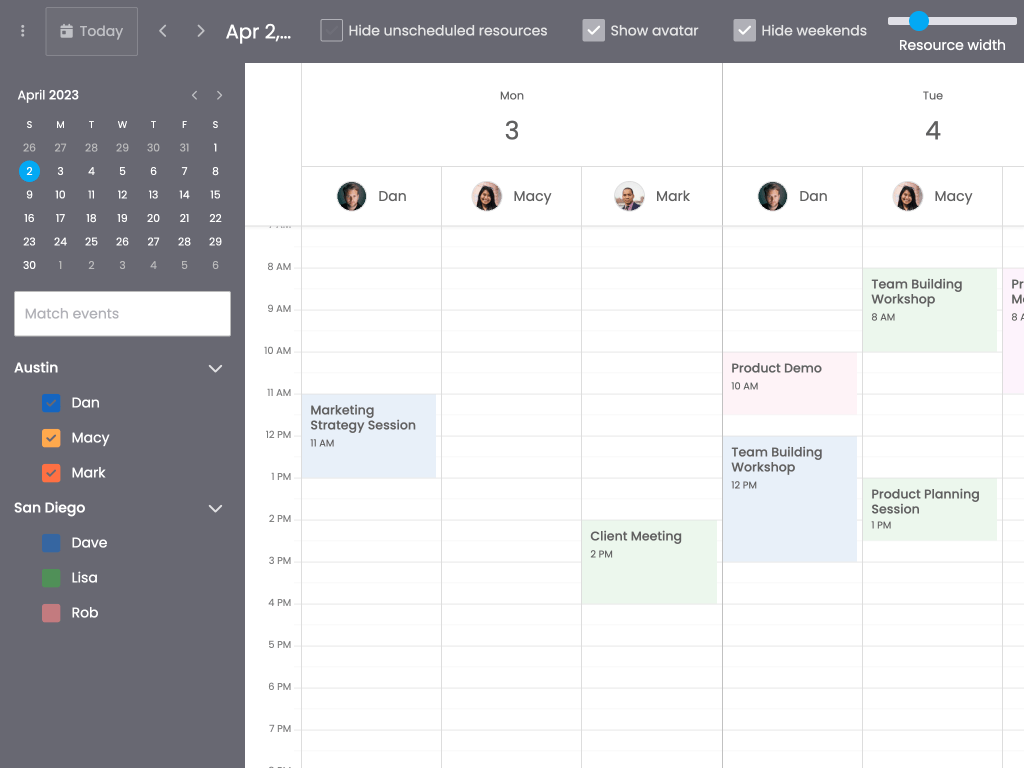 Today
Apr 2,...
Hide unscheduled resources
Show avatar
Hide weekends
Resource width
April 2023
S M T W T F S
26 27 28 29 30 31 1
2 3 4 5 6 7 8
9 10 11 12 13 14 15
16 17 18 19 20 21 22
23 24 25 26 27 28 29
30 1 2 3 4 5 6
Match events
Austin
Dan
Macy
Mark
San Diego
Dave
Lisa
Rob
Mon
3
Tue
4
Dan
Macy
Mark
Dan
Macy
8 AM
9 AM
10 AM
11 AM
12 PM
1 PM
2 PM
3 PM
4 PM
5 PM
6 PM
7 PM
Marketing
Strategy Session
11 AM
Client Meeting
2 PM
Product Demo
10 AM
Team Building
Workshop
12 PM
Team Building
Workshop
8 AM
Product Planning
Session
1 PM